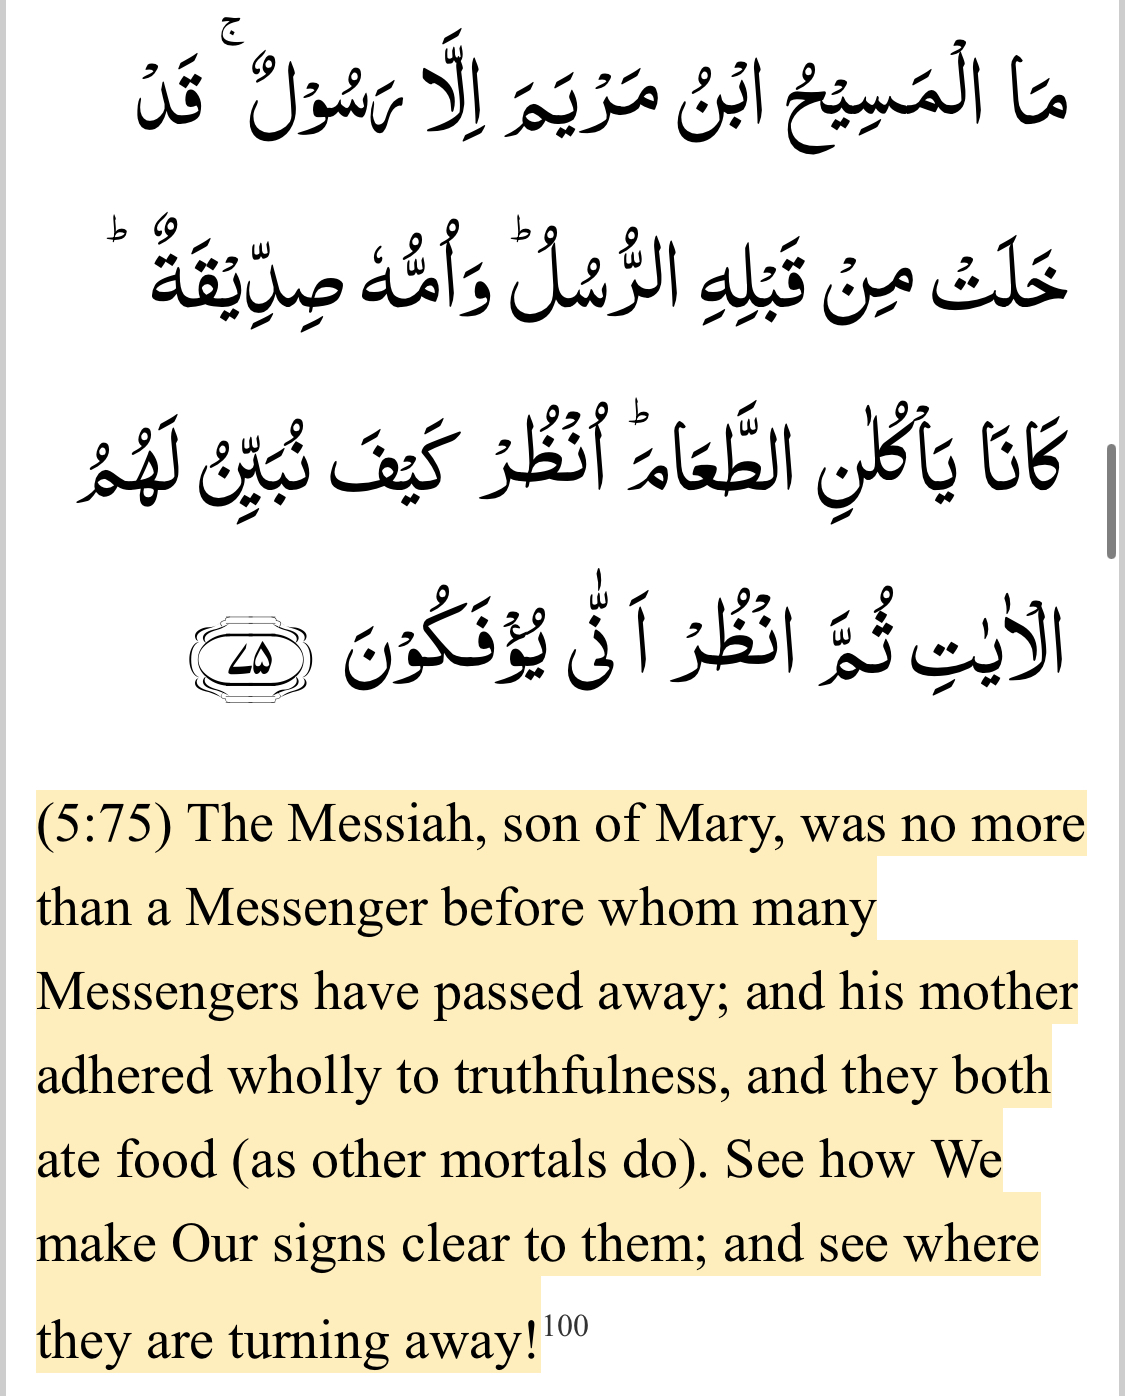 مَا الْمَسِيْحُ ابْنُ مَرْيَمَ اِلَّا رَسُوْلٌ ۚ قَدْ
خَلَتْ مِنْ قَبْلِهِ الرُّسُلُ ؕ وَاُمُّهٗ صِدِّيْقَةٌ ؕ
كَانَا يَاْكُلٰنِ الطَّعَامَ ؕ اُنْظُرْ كَيْفَ نُبَيِّنُ لَهُمُ
الْاٰيٰتِ ثُمَّ انْظُرْ اَنّٰى يُؤْفَكُوْنَ ۷۵
(5:75) The Messiah, son of Mary, was no more
than a Messenger before whom many
Messengers have passed away; and his mother
adhered wholly to truthfulness, and they both
ate food (as other mortals do). See how We
make Our signs clear to them; and see where
they are turning away!100